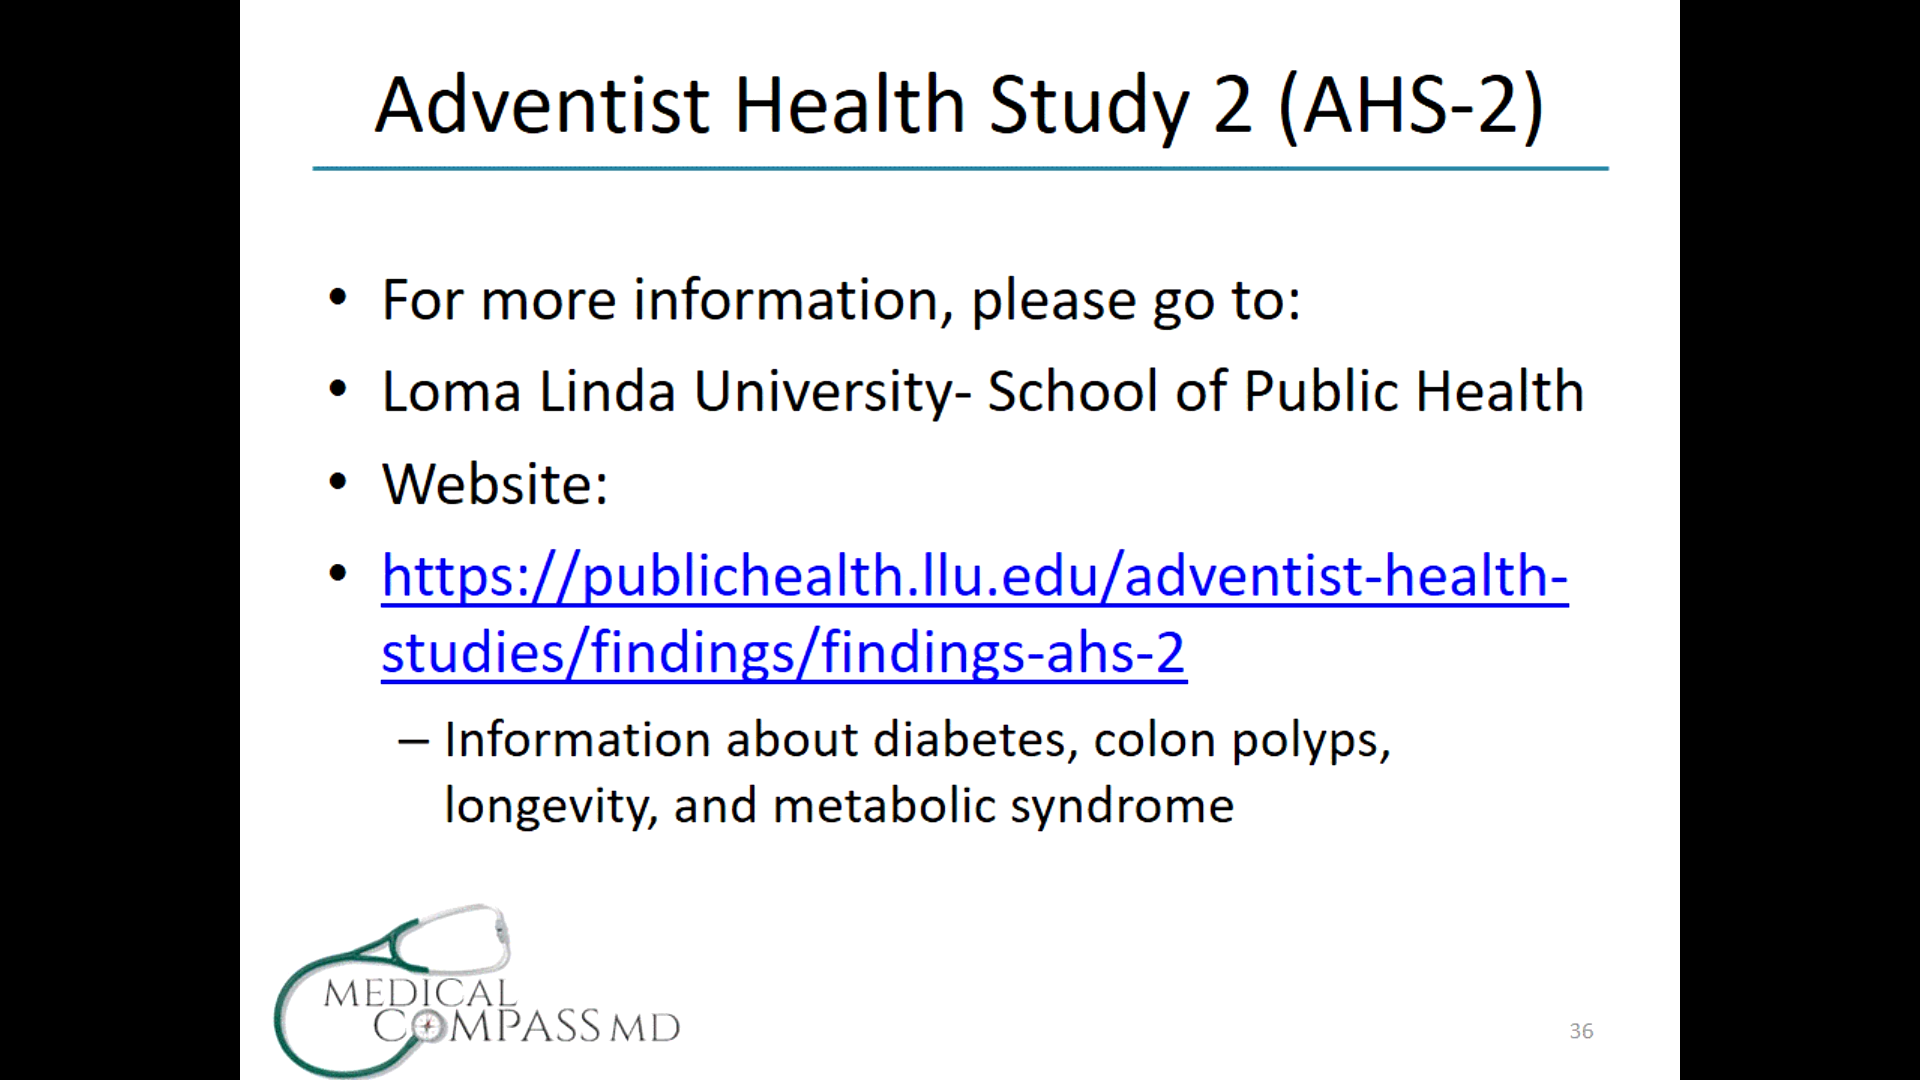 Adventist Health Study 2 (AHS-2)
• For more information, please go to:
• Loma Linda University- School of Public Health
• Website:
• https://publichealth.llu.edu/adventist-health-
studies/findings/findings-ahs-2
– Information about diabetes, colon polyps,
longevity, and metabolic syndrome
MEDICAL
COMPASS MD
36